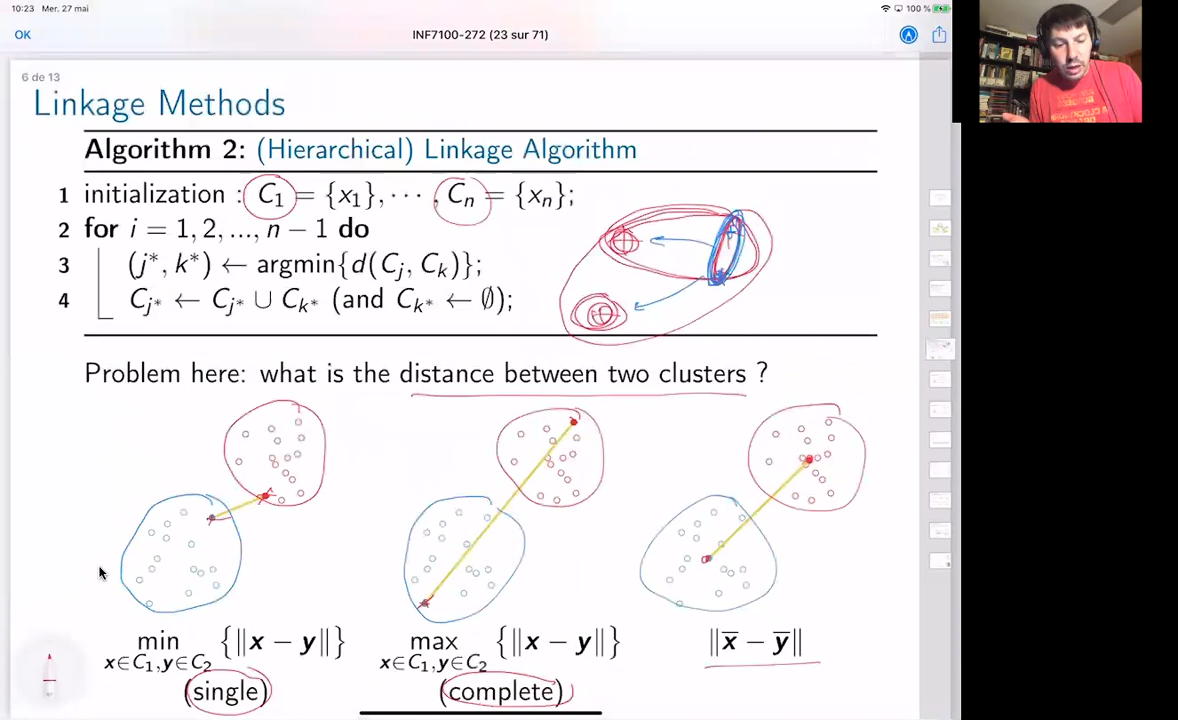 10:23 Mer. 27 mai
100 %
OK
INF7100-272 (23 sur 71)
6 de 13
Linkage Methods
Algorithm 2: (Hierarchical) Linkage Algorithm
1 initialization : C₁ = {x₁}, ⋯ , Cₙ = {xₙ};
2 for i = 1, 2, ..., n − 1 do
3 (j*, k*) ← argmin{d(Cⱼ, Cₖ)};
4 Cⱼ* ← Cⱼ* ∪ Cₖ* (and Cₖ* ← ∅);
Problem here: what is the distance between two clusters ?
min {‖x − y‖} max {‖x − y‖} ‖x̄ − ȳ‖
x∈C₁,y∈C₂ x∈C₁,y∈C₂
(single) (complete)